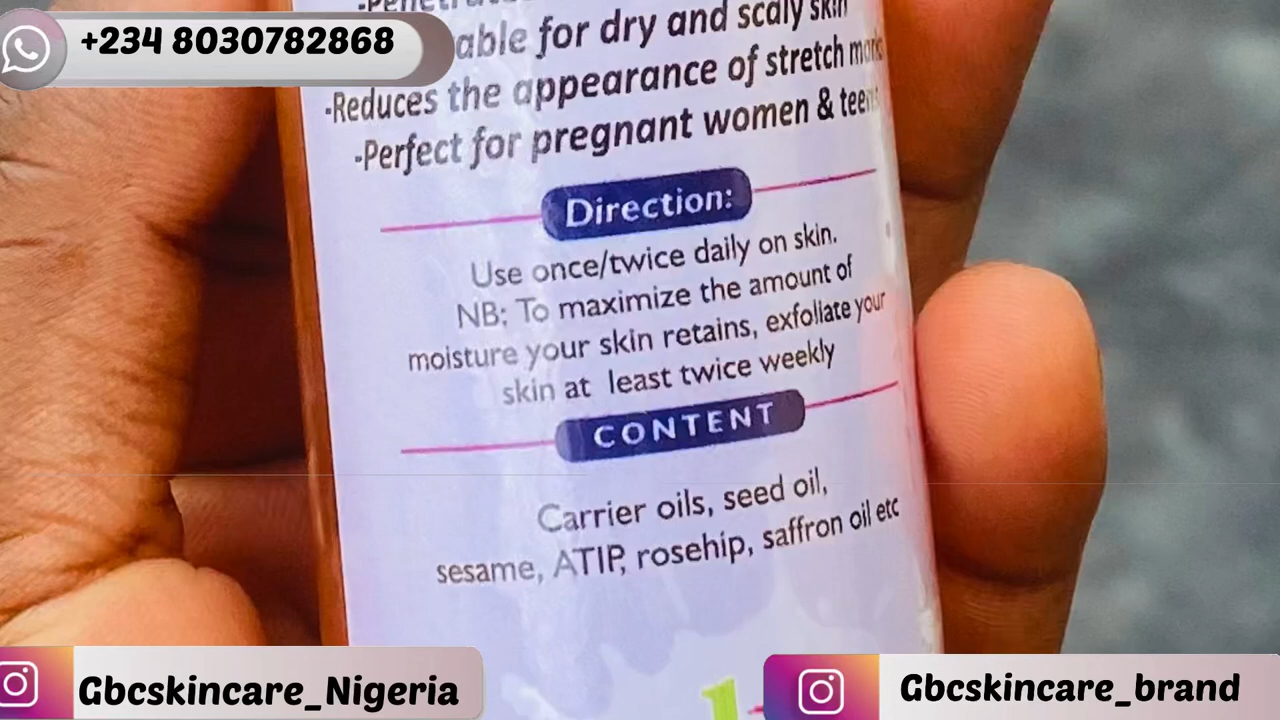 +234 8030782868
able for dry and scaly skin
-Reduces the appearance of stretch marks
-Perfect for pregnant women & teens
Direction:
Use once/twice daily on skin.
NB: To maximize the amount of
moisture your skin retains, exfoliate your
skin at least twice weekly
CONTENT
Carrier oils, seed oil,
sesame, ATIP, rosehip, saffron oil etc
Gbcskincare_Nigeria
Gbcskincare_brand